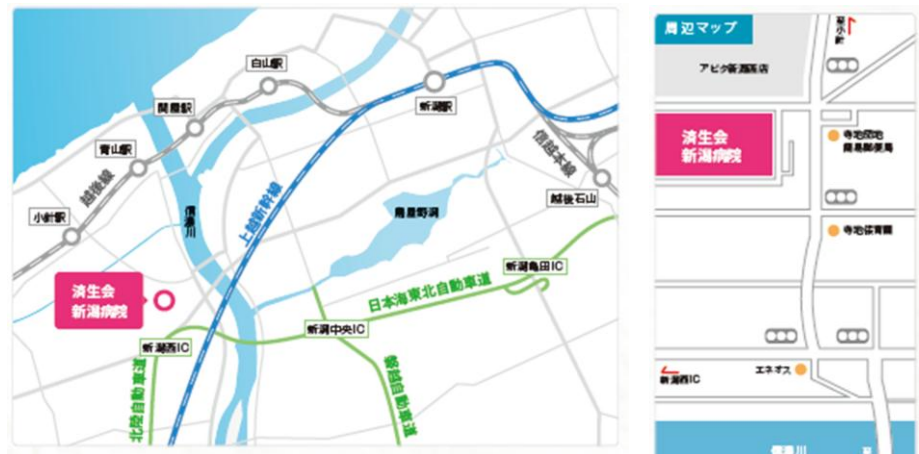 白山駅
関屋駅
新潟駅
青山駅
越後線
信越本線
越後石山
小針駅
信濃川
上越新幹線
鳥屋野潟
済生会
新潟病院
新潟亀田IC
日本海東北自動車道
新潟中央IC
新潟西IC
北陸自動車道
磐越自動車道
周辺マップ
至小針
アピタ新潟西店
済生会
新潟病院
寺地団地
簡易郵便局
寺地保育園
エネオス
新潟西IC
信濃川
至